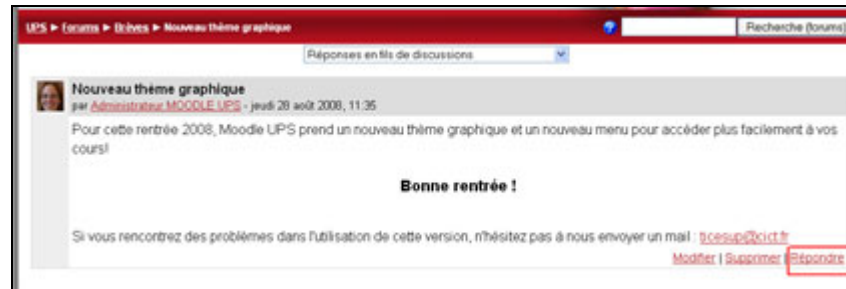 UPS ► Forums ► Brèves ► Nouveau thème graphique
Recherche (forums)
Réponses en fils de discussions
Nouveau thème graphique
par Administrateur MOODLE UPS - jeudi 28 août 2008, 11:35
Pour cette rentrée 2008, Moodle UPS prend un nouveau thème graphique et un nouveau menu pour accéder plus facilement à vos
cours!
Bonne rentrée !
Si vous rencontrez des problèmes dans l'utilisation de cette version, n'hésitez pas à nous envoyer un mail : ticesup@cict.fr
Modifier | Supprimer | Répondre